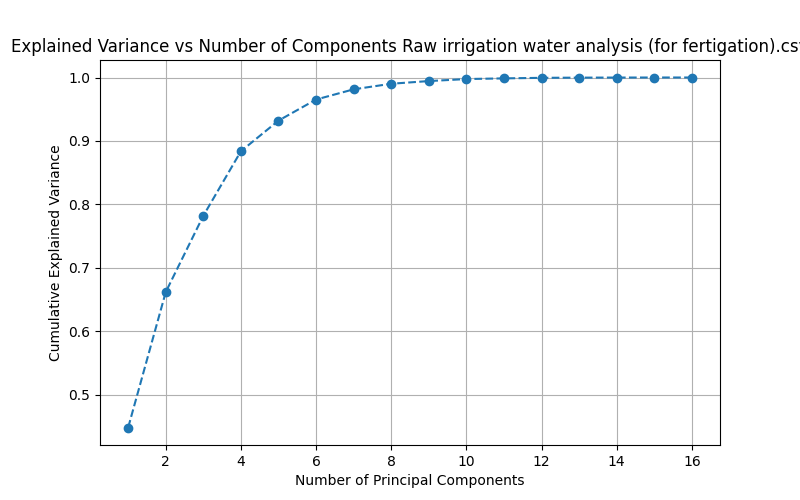 Explained Variance vs Number of Components Raw irrigation water analysis (for fertigation).cs
1.0
0.9
0.8
0.7
0.6
0.5
Cumulative Explained Variance
2 4 6 8 10 12 14 16
Number of Principal Components